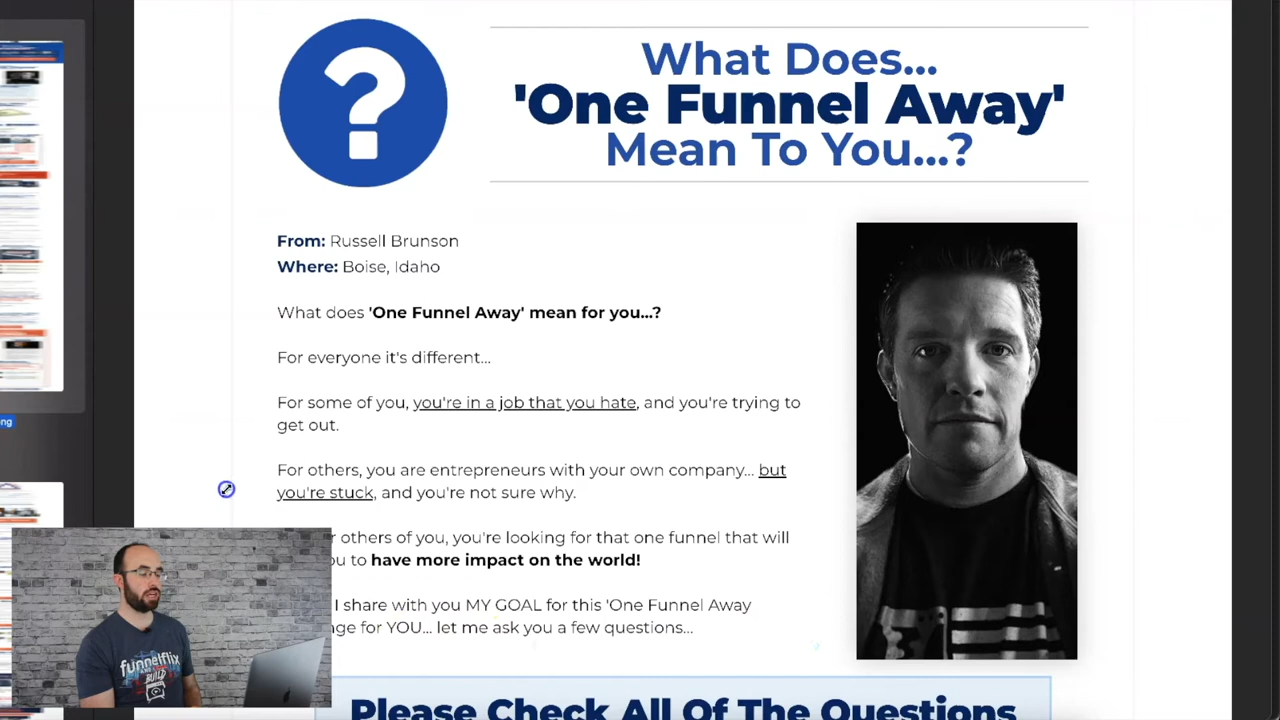 ?
What Does...
'One Funnel Away'
Mean To You...?
From: Russell Brunson
Where: Boise, Idaho
What does 'One Funnel Away' mean for you...?
For everyone it's different...
For some of you, you're in a job that you hate, and you're trying to
get out.
For others, you are entrepreneurs with your own company... but
you're stuck, and you're not sure why.
others of you, you're looking for that one funnel that will
to have more impact on the world!
I share with you MY GOAL for this 'One Funnel Away
for YOU... let me ask you a few questions...
Please Check All Of The Questions
funnelflix
BUILD